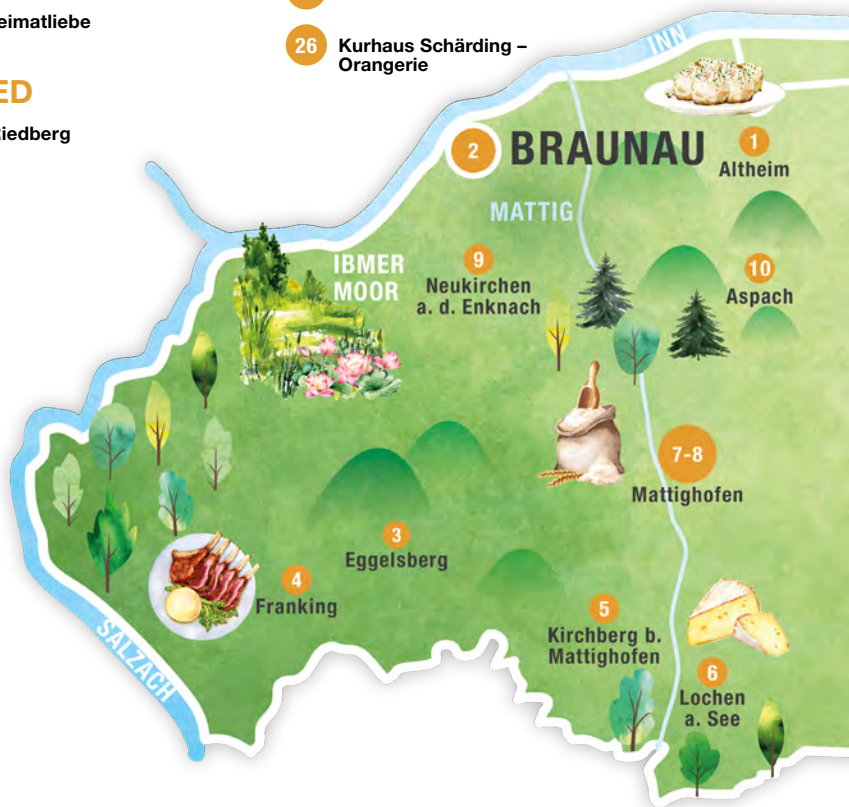 eimatliebe
26 Kurhaus Schärding –
Orangerie
ED
iedberg
INN
2 BRAUNAU
1
Altheim
MATTIG
IBMER
MOOR
9
Neukirchen
a. d. Enknach
10
Aspach
7-8
Mattighofen
3
Eggelsberg
4
Franking
5
Kirchberg b.
Mattighofen
6
Lochen
a. See
SALZACH